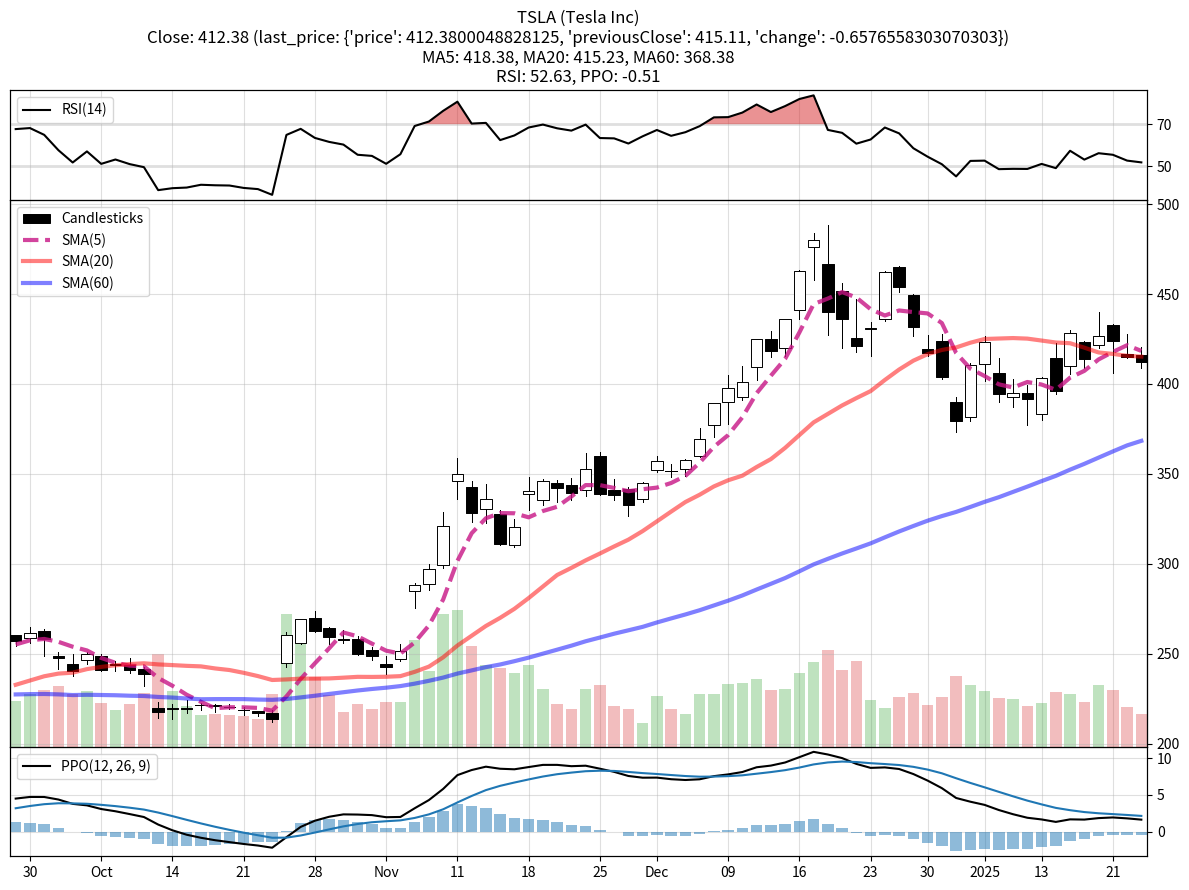 TSLA (Tesla Inc)
Close: 412.38 (last_price: {'price': 412.3800048828125, 'previousClose': 415.11, 'change': -0.6576558303070303})
MA5: 418.38, MA20: 415.23, MA60: 368.38
RSI: 52.63, PPO: -0.51
RSI(14)
70
50
Candlesticks
SMA(5)
SMA(20)
SMA(60)
500
450
400
350
300
250
200
PPO(12, 26, 9)
10
5
0
30 Oct 14 21 28 Nov 11 18 25 Dec 09 16 23 30 2025 13 21